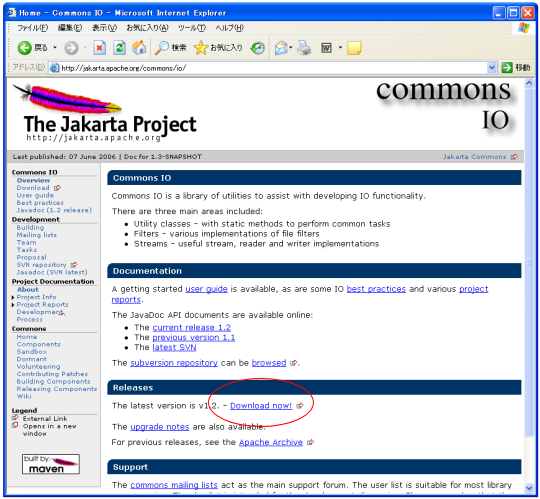 Home - Commons IO - Microsoft Internet Explorer
ファイル(F) 編集(E) 表示(V) お気に入り(A) ツール(T) ヘルプ(H)
戻る 検索 お気に入り
アドレス(D) http://jakarta.apache.org/commons/io/ 移動
The Jakarta Project
http://jakarta.apache.org
commons
IO
Last published: 07 June 2006 | Doc for 1.3-SNAPSHOT
Jakarta Commons
Commons IO
Overview
Download
User guide
Best practices
Javadoc (1.2 release)
Development
Building
Mailing lists
Team
Tasks
Proposal
SVN repository
Javadoc (SVN latest)
Project Documentation
About
Project Info
Project Reports
Development
Process
Commons
Home
Components
Sandbox
Dormant
Volunteering
Contributing Patches
Building Components
Releasing Components
Wiki
Legend
External Link
Opens in a new
window
built by:
maven
Commons IO
Commons IO is a library of utilities to assist with developing IO functionality.
There are three main areas included:
• Utility classes - with static methods to perform common tasks
• Filters - various implementations of file filters
• Streams - useful stream, reader and writer implementations
Documentation
A getting started user guide is available, as are some IO best practices and various project
reports.
The JavaDoc API documents are available online:
• The current release 1.2
• The previous version 1.1
• The latest SVN
The subversion repository can be browsed.
Releases
The latest version is v1.2. - Download now!
The upgrade notes are also available.
For previous releases, see the Apache Archive
Support
The commons mailing lists act as the main support forum. The user list is suitable for most library